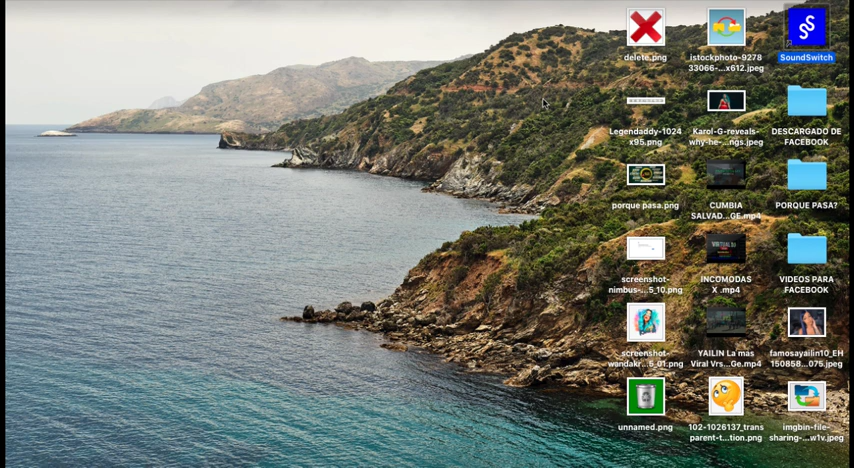 delete.png
istockphoto-9278
33066-...x612.jpeg
SoundSwitch
Legendaddy-1024
x95.png
Karol-G-reveals-
why-he-...ngs.jpeg
DESCARGADO DE
FACEBOOK
porque pasa.png
CUMBIA
SALVAD...GE.mp4
PORQUE PASA?
screenshot-
nimbus-...5_10.png
INCOMODAS
X .mp4
VIDEOS PARA
FACEBOOK
screenshot-
wondakr...5_01.png
YAILIN La mas
Viral Vrs...Ge.mp4
famosayailin10_EH
150858...075.jpeg
unnamed.png
102-1026137_trans
parent-t...tion.png
imgbin-file-
sharing-...w1v.jpeg